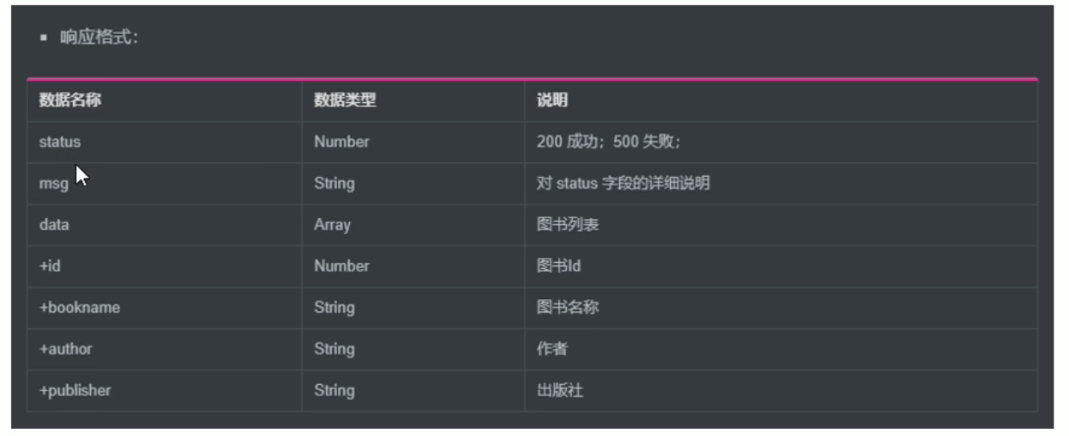 ▪ 响应格式：
数据名称 数据类型 说明
status Number 200 成功；500 失败；
msg String 对 status 字段的详细说明
data Array 图书列表
+id Number 图书Id
+bookname String 图书名称
+author String 作者
+publisher String 出版社